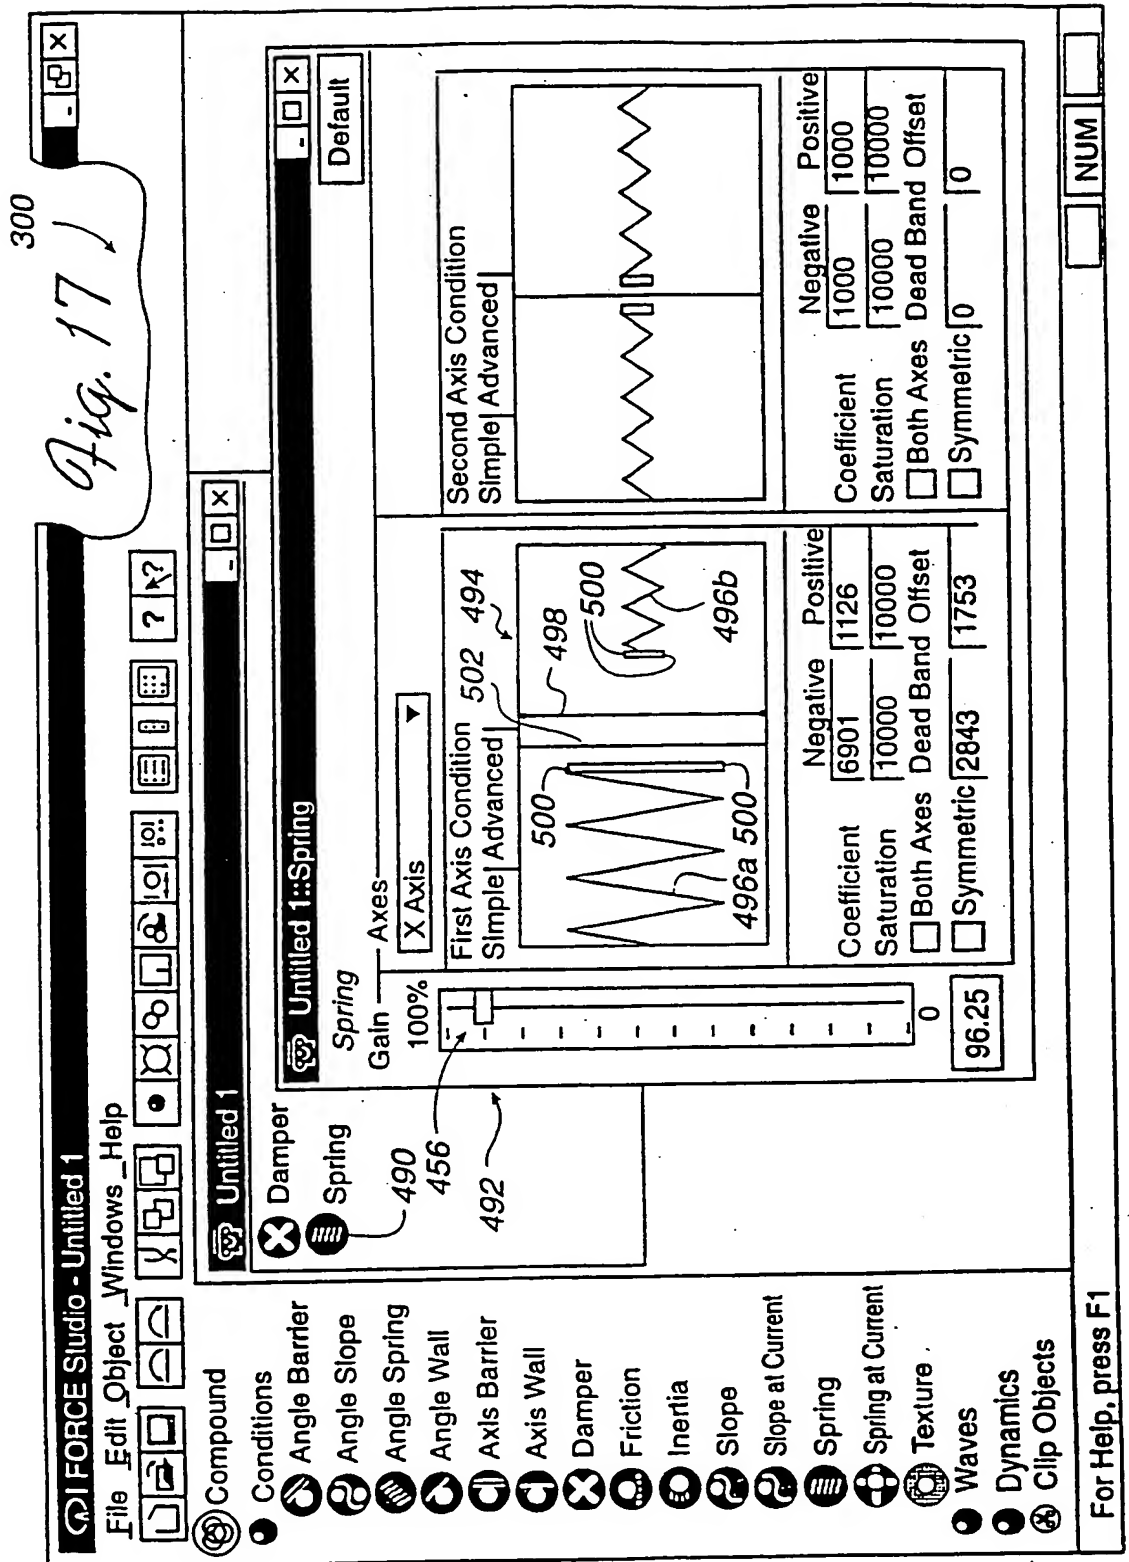 Fig. 17
300
I FORCE Studio - Untitled 1
File Edit Object Windows Help
? ?
Compound
Conditions
Angle Barrier
Angle Slope
Angle Spring
Angle Wall
Axis Barrier
Axis Wall
Damper
Friction
Inertia
Slope
Slope at Current
Spring
Spring at Current
Texture
Waves
Dynamics
Clip Objects
Untitled 1
Damper
Spring
490
456
492
Untitled 1::Spring
Spring
Default
Gain
Axes
100%
X Axis
0
96.25
First Axis Condition
Simple Advanced
502
494
498
500
500
496a
500
496b
Negative Positive
Coefficient 6901 1126
Saturation 10000 10000
Both Axes Dead Band Offset
Symmetric 2843 1753
Second Axis Condition
Simple Advanced
Negative Positive
Coefficient 1000 1000
Saturation 10000 10000
Both Axes Dead Band Offset
Symmetric 0 0
For Help, press F1
NUM